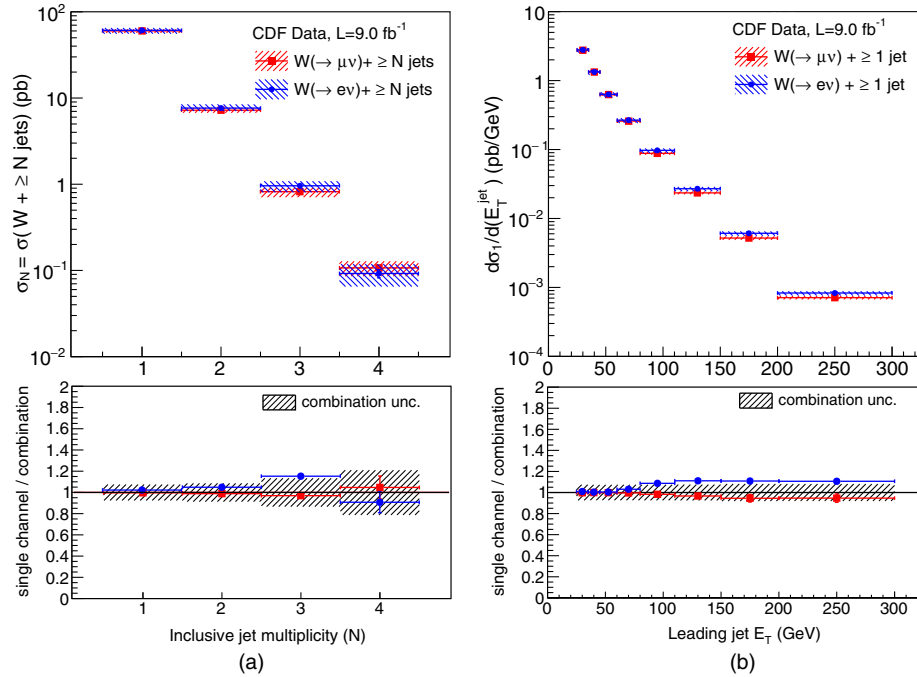 CDF Data, L=9.0 fb⁻¹
W(→ μν)+ ≥ N jets
W(→ eν)+ ≥ N jets
σ_N = σ(W + ≥ N jets) (pb)
10²
10
1
10⁻¹
10⁻²
1 2 3 4
combination unc.
single channel / combination
2
1.8
1.6
1.4
1.2
1
0.8
0.6
0.4
0.2
0
1 2 3 4
Inclusive jet multiplicity (N)
(a)
CDF Data, L=9.0 fb⁻¹
W(→ μν) + ≥ 1 jet
W(→ eν) + ≥ 1 jet
dσ₁/d(E_T^jet) (pb/GeV)
10
1
10⁻¹
10⁻²
10⁻³
10⁻⁴
0 50 100 150 200 250 300
combination unc.
single channel / combination
2
1.8
1.6
1.4
1.2
1
0.8
0.6
0.4
0.2
0
0 50 100 150 200 250 300
Leading jet E_T (GeV)
(b)